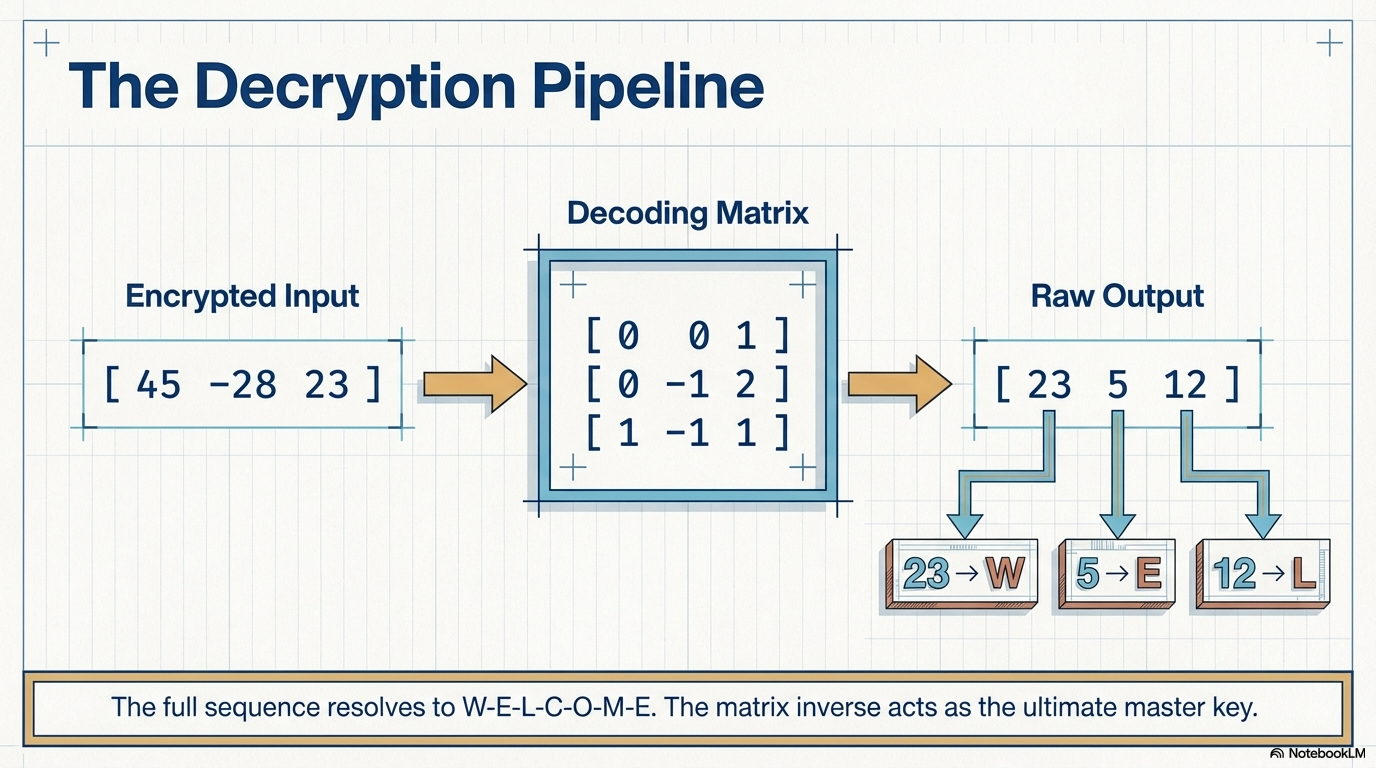 The Decryption Pipeline
Decoding Matrix
Encrypted Input
[ 45 −28 23 ]
[ 0 0 1 ]
[ 0 −1 2 ]
[ 1 −1 1 ]
Raw Output
[ 23 5 12 ]
23 → W
5 → E
12 → L
The full sequence resolves to W-E-L-C-O-M-E. The matrix inverse acts as the ultimate master key.
NotebookLM